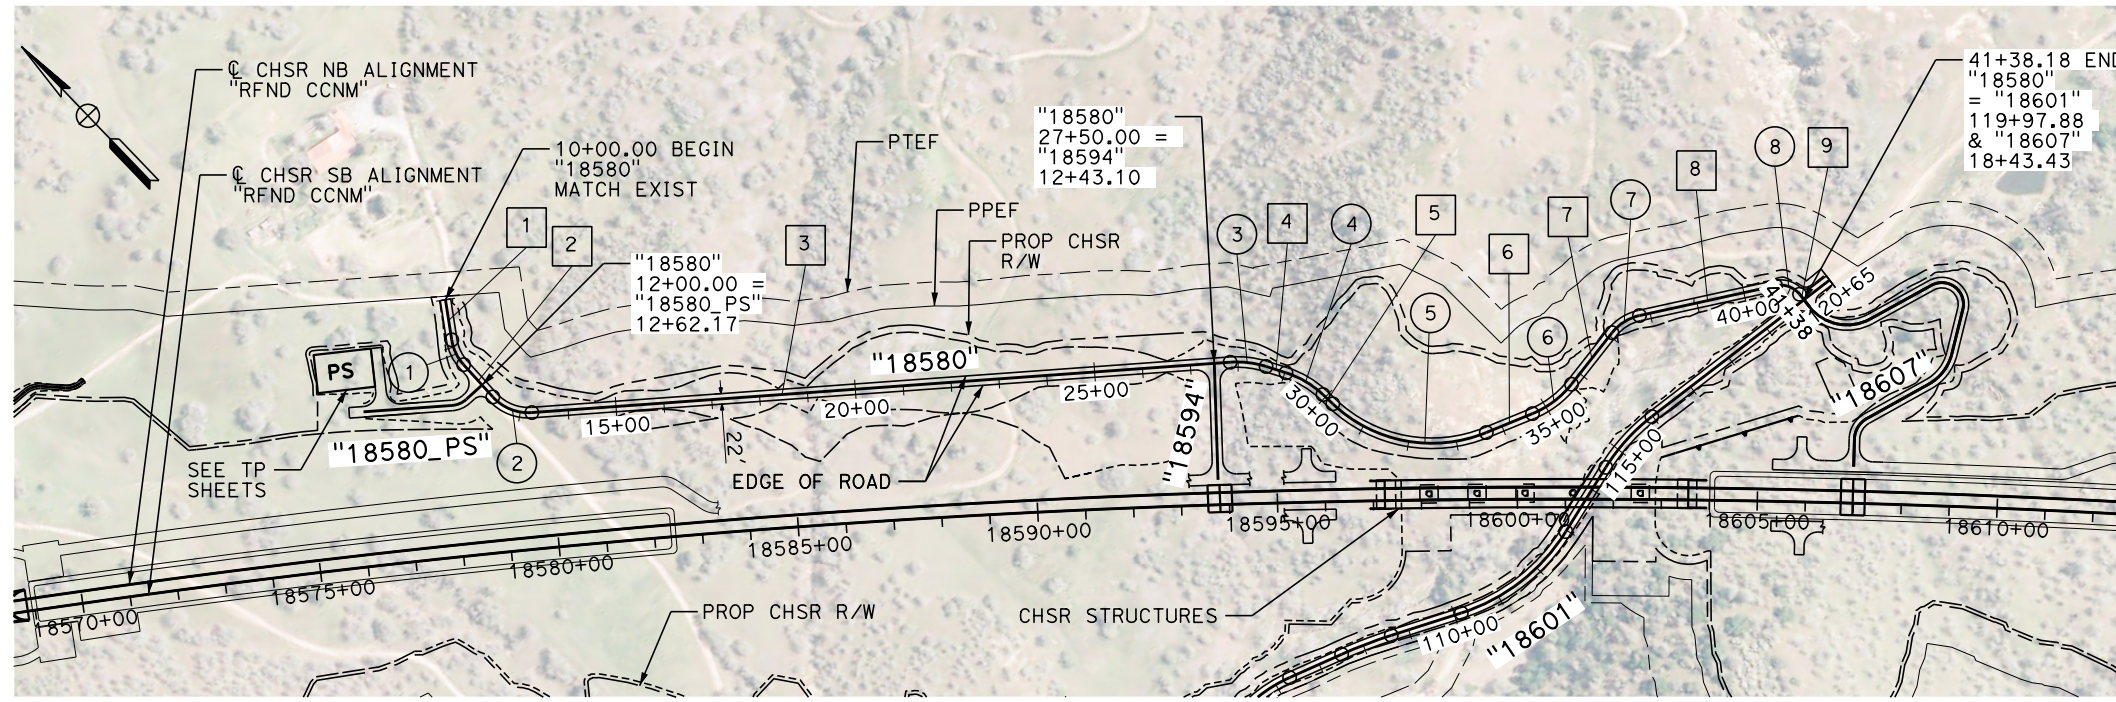 ℄ CHSR NB ALIGNMENT
"RFND CCNM"
℄ CHSR SB ALIGNMENT
"RFND CCNM"
10+00.00 BEGIN
"18580"
MATCH EXIST
1
2
"18580"
12+00.00 =
"18580_PS"
12+62.17
3
PTEF
PPEF
PROP CHSR
R/W
"18580"
27+50.00 =
"18594"
12+43.10
3
4
4
5
5
6
6
7
7
8
8
9
41+38.18 END
"18580"
= "18601"
119+97.88
& "18607"
18+43.43
PS
1
2
"18580_PS"
SEE TP
SHEETS
15+00
20+00
25+00
30+00
35+00
40+00
41+38
20+65
"18580"
22'
EDGE OF ROAD
"18594"
"18607"
115+00
110+00
"18601"
18570+00
18575+00
18580+00
18585+00
18590+00
18595+00
18600+00
18605+00
18610+00
PROP CHSR R/W
CHSR STRUCTURES